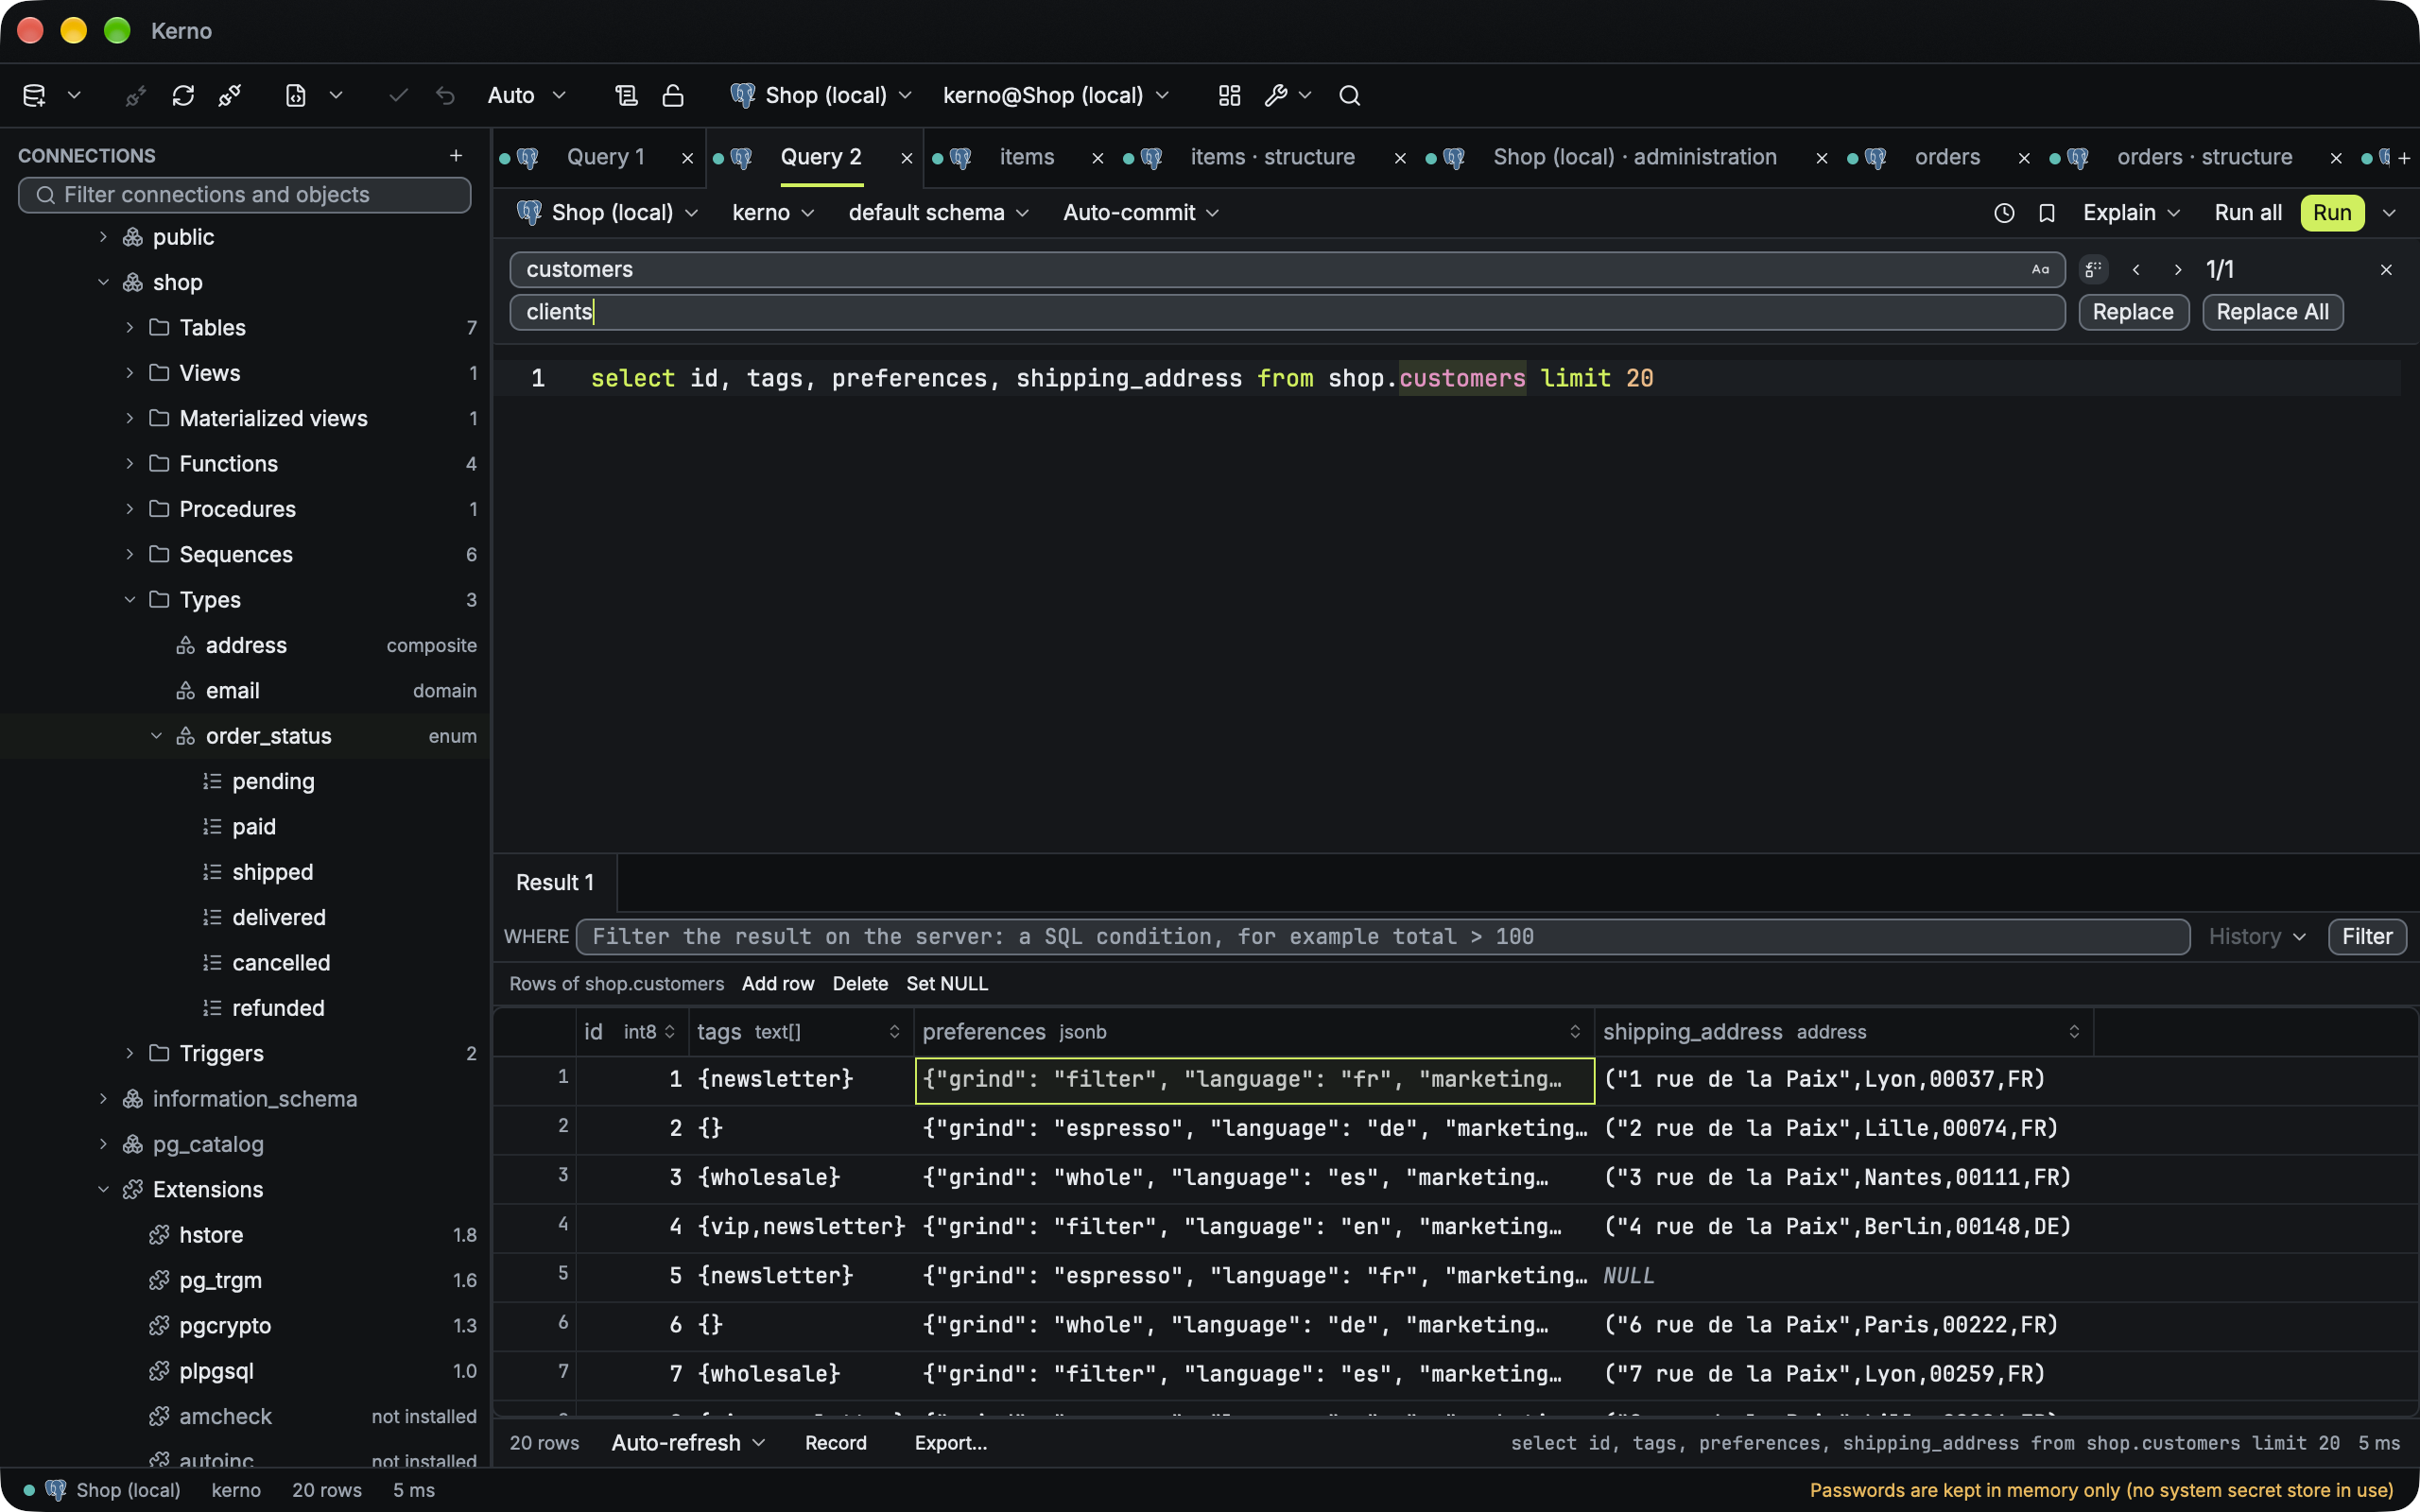 Kerno
Auto
Shop (local)
kerno@Shop (local)
CONNECTIONS
Filter connections and objects
public
shop
Tables 7
Views 1
Materialized views 1
Functions 4
Procedures 1
Sequences 6
Types 3
address composite
email domain
order_status enum
pending
paid
shipped
delivered
cancelled
refunded
Triggers 2
information_schema
pg_catalog
Extensions
hstore 1.8
pg_trgm 1.6
pgcrypto 1.3
plpgsql 1.0
amcheck not installed
autoinc not installed
Query 1
Query 2
items
items · structure
Shop (local) · administration
orders
orders · structure
Shop (local) kerno default schema Auto-commit
Explain Run all Run
customers Aa 1/1
clients Replace Replace All
1 select id, tags, preferences, shipping_address from shop.customers limit 20
Result 1
WHERE Filter the result on the server: a SQL condition, for example total > 100 History Filter
Rows of shop.customers Add row Delete Set NULL
id int8 tags text[] preferences jsonb shipping_address address
1 1 {newsletter} {"grind": "filter", "language": "fr", "marketing… ("1 rue de la Paix",Lyon,00037,FR)
2 2 {} {"grind": "espresso", "language": "de", "marketing… ("2 rue de la Paix",Lille,00074,FR)
3 3 {wholesale} {"grind": "whole", "language": "es", "marketing… ("3 rue de la Paix",Nantes,00111,FR)
4 4 {vip,newsletter} {"grind": "filter", "language": "en", "marketing… ("4 rue de la Paix",Berlin,00148,DE)
5 5 {newsletter} {"grind": "espresso", "language": "fr", "marketing… NULL
6 6 {} {"grind": "whole", "language": "de", "marketing… ("6 rue de la Paix",Paris,00222,FR)
7 7 {wholesale} {"grind": "filter", "language": "es", "marketing… ("7 rue de la Paix",Lyon,00259,FR)
20 rows Auto-refresh Record Export... select id, tags, preferences, shipping_address from shop.customers limit 20 5 ms
Shop (local) kerno 20 rows 5 ms Passwords are kept in memory only (no system secret store in use)